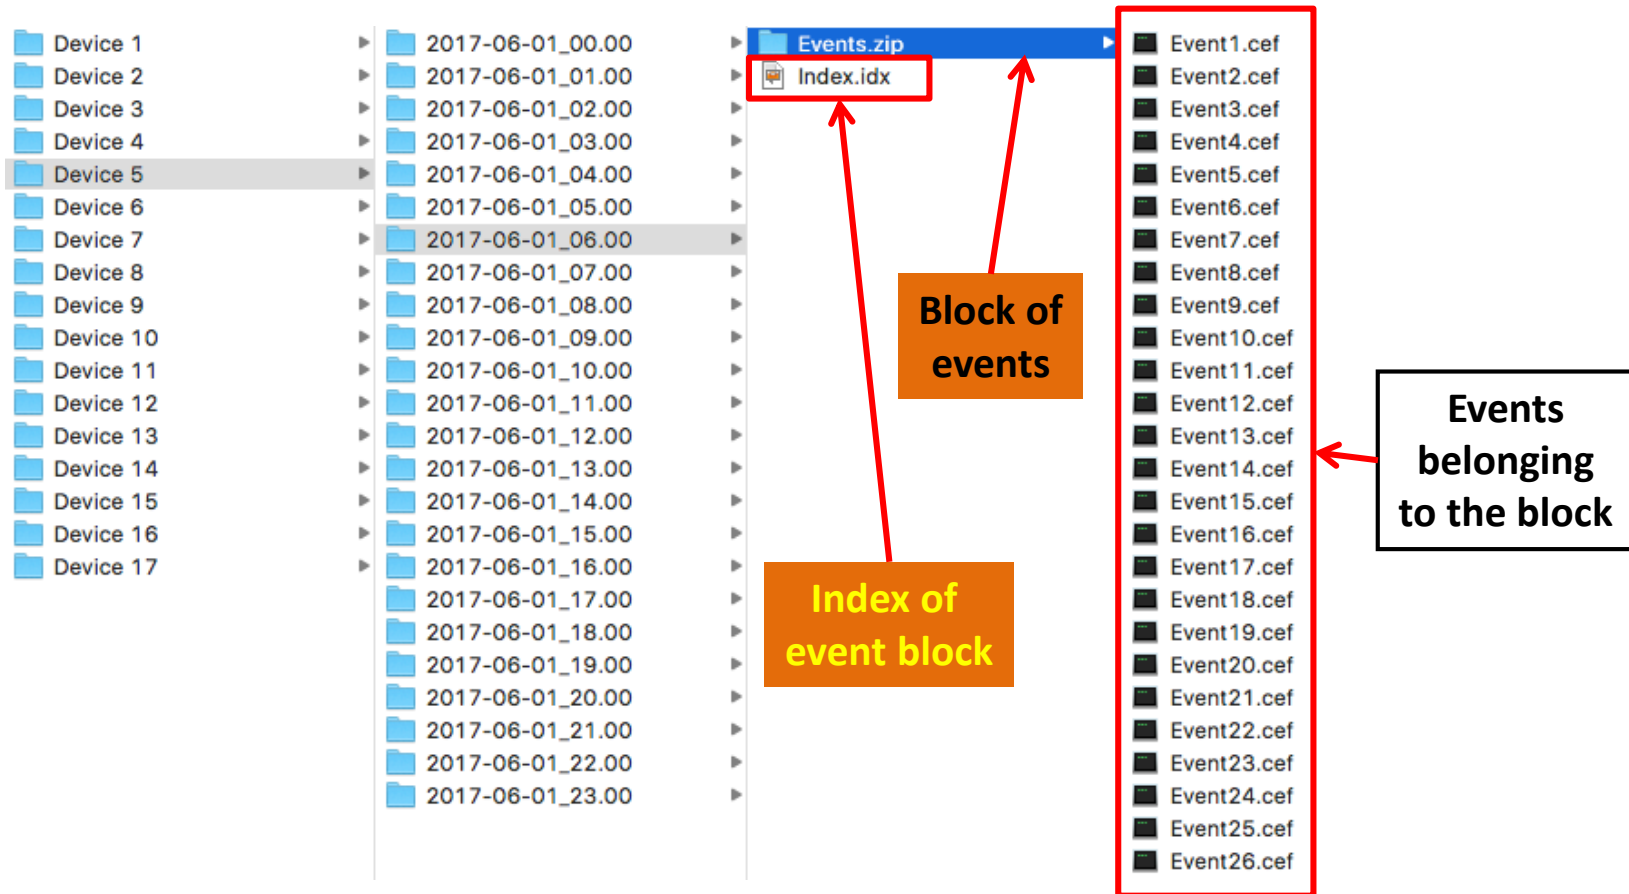 Device 1
Device 2
Device 3
Device 4
Device 5
Device 6
Device 7
Device 8
Device 9
Device 10
Device 11
Device 12
Device 13
Device 14
Device 15
Device 16
Device 17
2017-06-01_00.00
2017-06-01_01.00
2017-06-01_02.00
2017-06-01_03.00
2017-06-01_04.00
2017-06-01_05.00
2017-06-01_06.00
2017-06-01_07.00
2017-06-01_08.00
2017-06-01_09.00
2017-06-01_10.00
2017-06-01_11.00
2017-06-01_12.00
2017-06-01_13.00
2017-06-01_14.00
2017-06-01_15.00
2017-06-01_16.00
2017-06-01_17.00
2017-06-01_18.00
2017-06-01_19.00
2017-06-01_20.00
2017-06-01_21.00
2017-06-01_22.00
2017-06-01_23.00
Events.zip
Index.idx
Block of
events
Index of
event block
Event1.cef
Event2.cef
Event3.cef
Event4.cef
Event5.cef
Event6.cef
Event7.cef
Event8.cef
Event9.cef
Event10.cef
Event11.cef
Event12.cef
Event13.cef
Event14.cef
Event15.cef
Event16.cef
Event17.cef
Event18.cef
Event19.cef
Event20.cef
Event21.cef
Event22.cef
Event23.cef
Event24.cef
Event25.cef
Event26.cef
Events
belonging
to the block